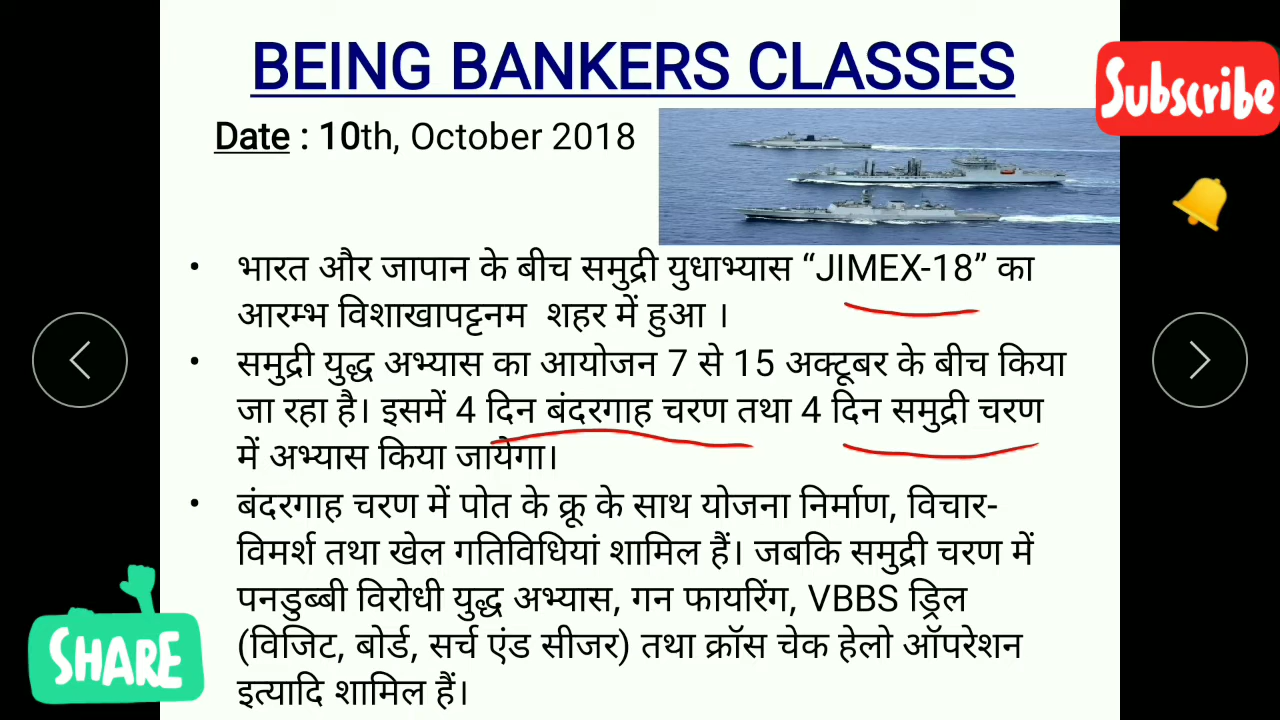 BEING BANKERS CLASSES
Subscribe
Date : 10th, October 2018
• भारत और जापान के बीच समुद्री युधाभ्यास “JIMEX-18” का
आरम्भ विशाखापट्टनम शहर में हुआ ।
• समुद्री युद्ध अभ्यास का आयोजन 7 से 15 अक्टूबर के बीच किया
जा रहा है। इसमें 4 दिन बंदरगाह चरण तथा 4 दिन समुद्री चरण
में अभ्यास किया जायेगा।
• बंदरगाह चरण में पोत के क्रू के साथ योजना निर्माण, विचार-
विमर्श तथा खेल गतिविधियां शामिल हैं। जबकि समुद्री चरण में
पनडुब्बी विरोधी युद्ध अभ्यास, गन फायरिंग, VBBS ड्रिल
(विजिट, बोर्ड, सर्च एंड सीजर) तथा क्रॉस चेक हेलो ऑपरेशन
इत्यादि शामिल हैं।
SHARE